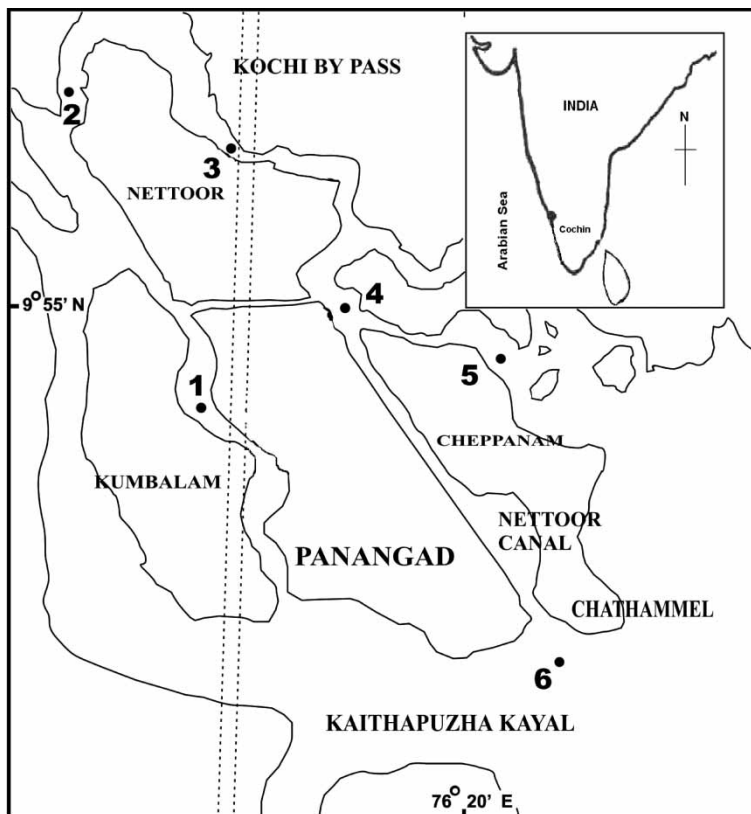 KOCHI BY PASS
INDIA
N
Arabian Sea
Cochin
2
3
NETTOOR
4
9° 55' N
5
1
CHEPPANAM
KUMBALAM
NETTOOR
CANAL
PANANGAD
CHATHAMMEL
6
KAITHAPUZHA KAYAL
76° 20' E